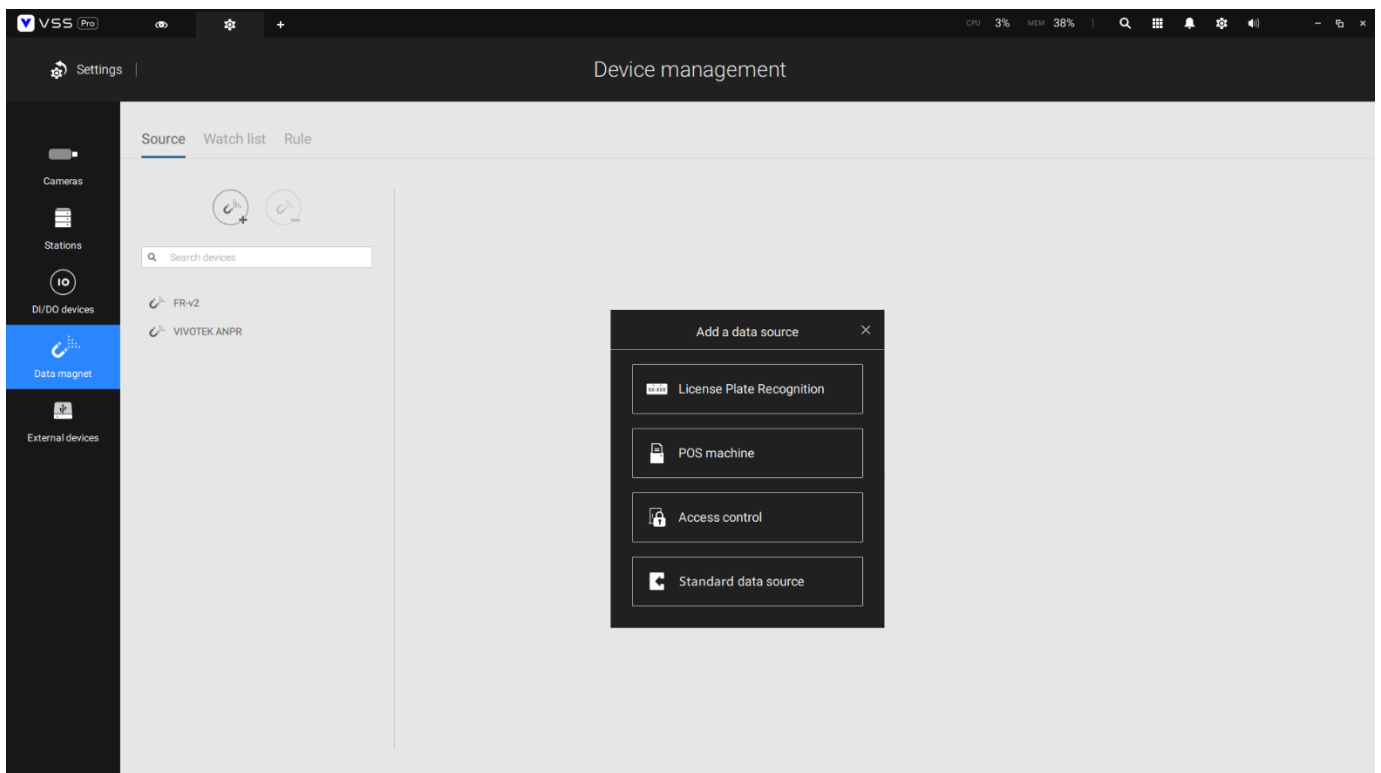 VSS Pro
CPU 3% MEM 38%
Settings
Device management
Cameras
Stations
IO
DI/DO devices
Data magnet
External devices
Source Watch list Rule
Search devices
FR-v2
VIVOTEK ANPR
Add a data source
XX-XXX License Plate Recognition
POS machine
Access control
Standard data source